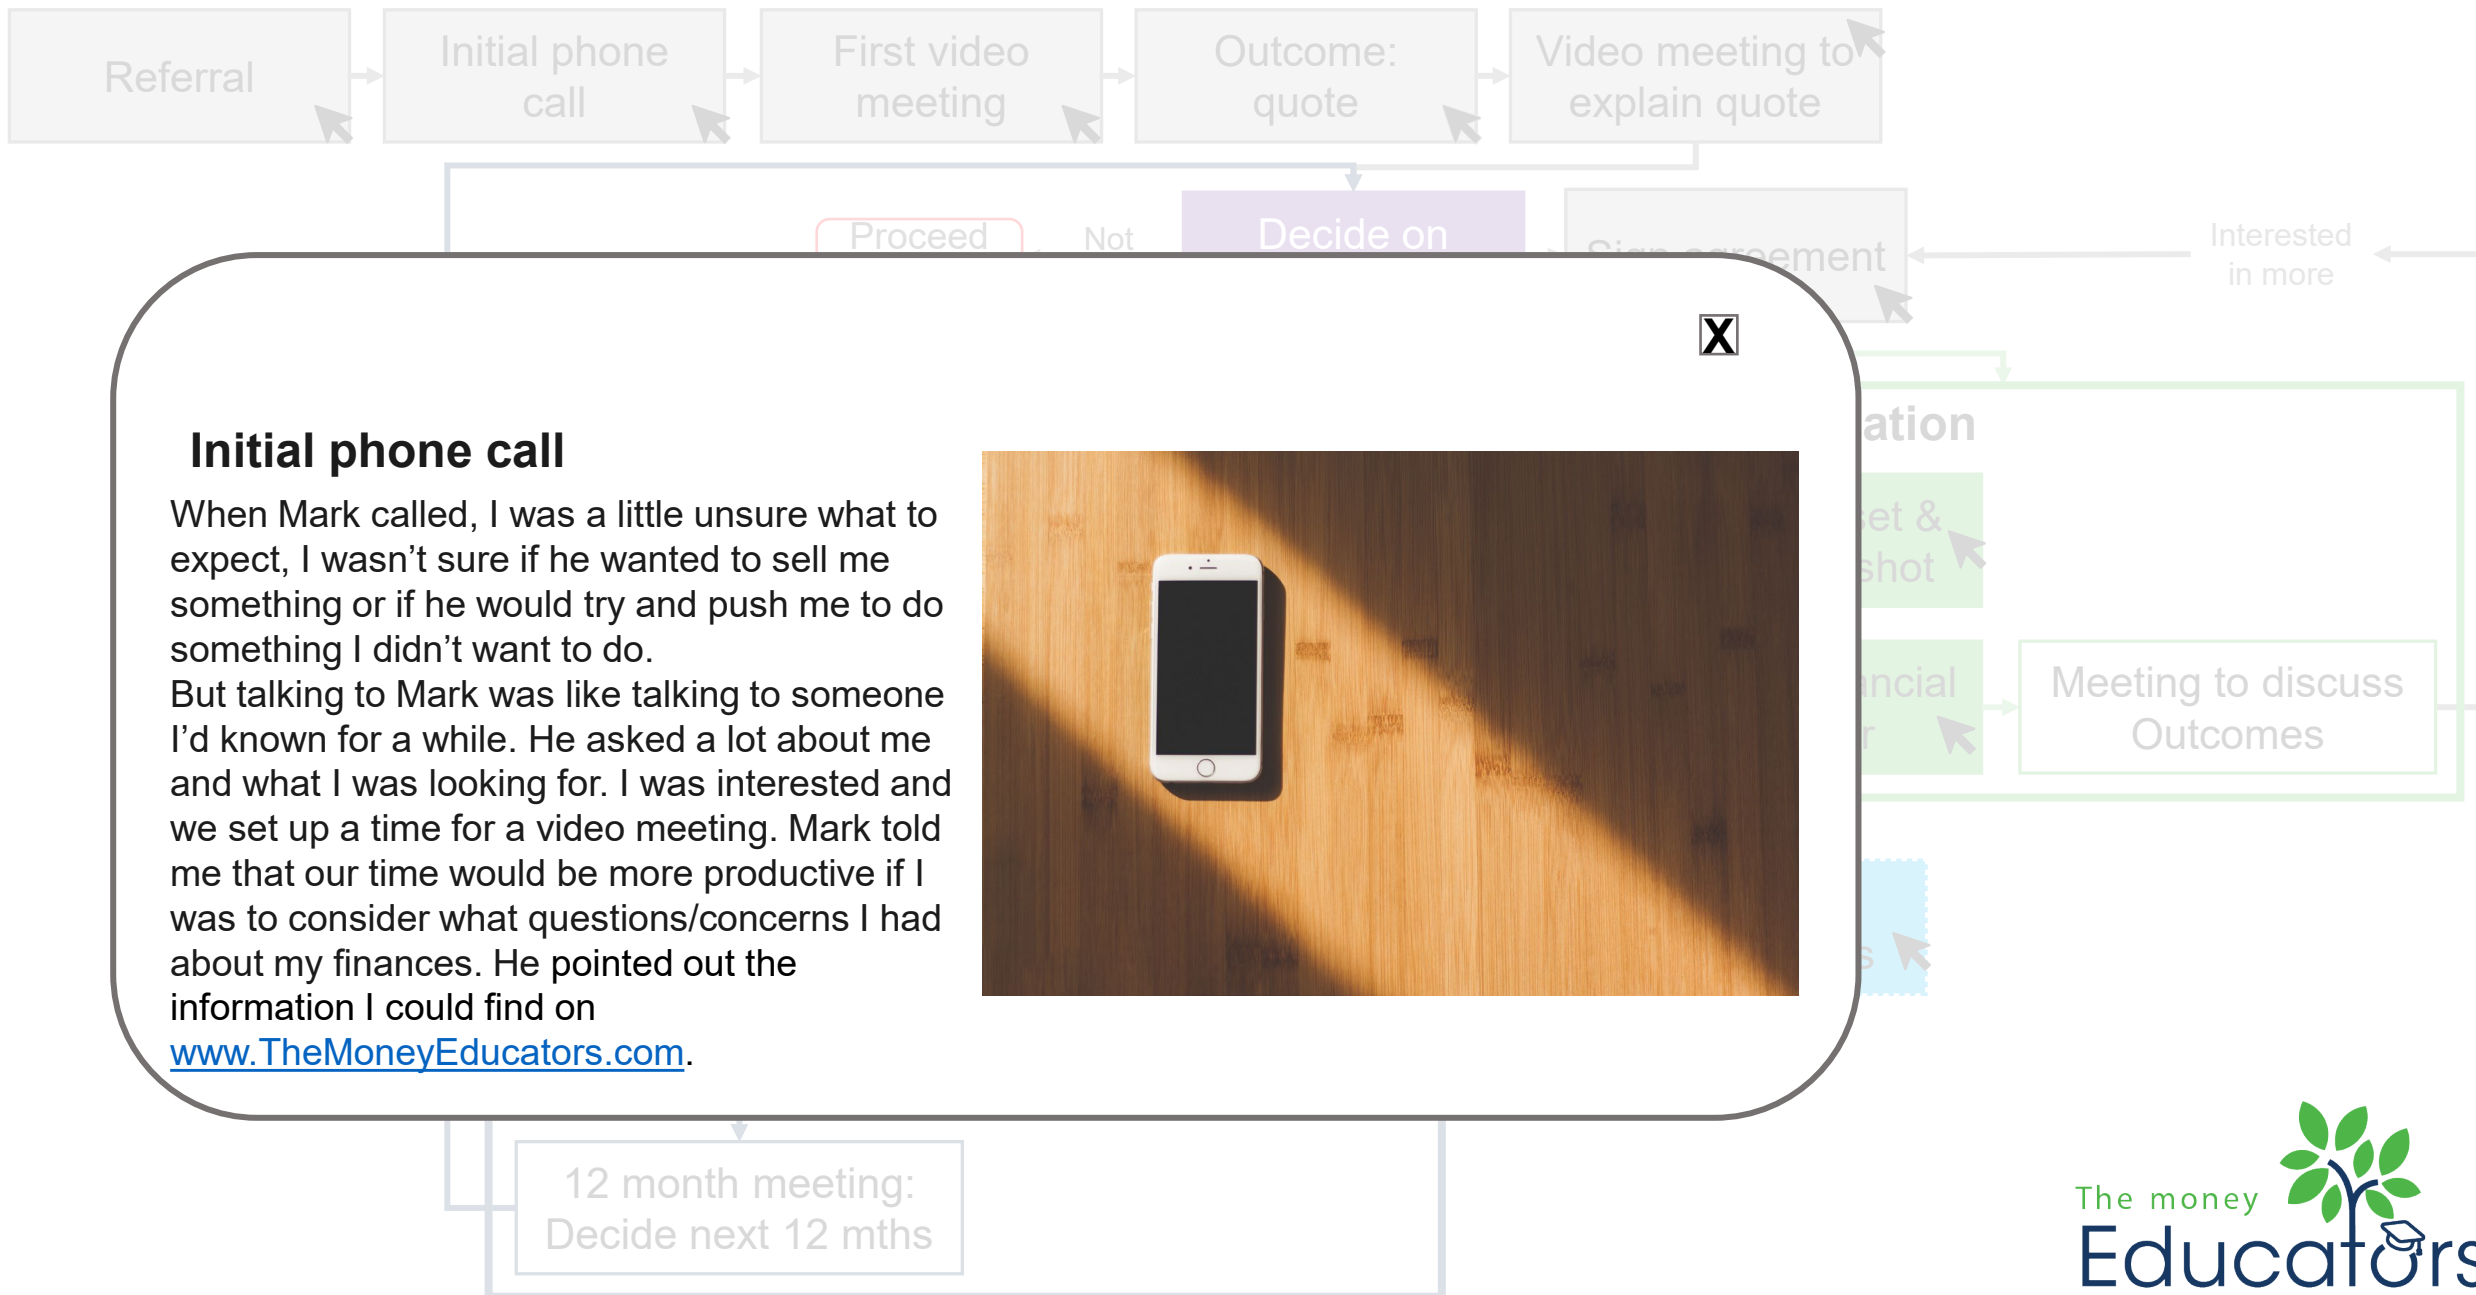 Referral
Initial phone
call
First video
meeting
Outcome:
quote
Video meeting to
explain quote
Proceed
Not
Decide on
Sign agreement
Interested
in more
X
Initial phone call
When Mark called, I was a little unsure what to
expect, I wasn’t sure if he wanted to sell me
something or if he would try and push me to do
something I didn’t want to do.
But talking to Mark was like talking to someone
I’d known for a while. He asked a lot about me
and what I was looking for. I was interested and
we set up a time for a video meeting. Mark told
me that our time would be more productive if I
was to consider what questions/concerns I had
about my finances. He pointed out the
information I could find on
www.TheMoneyEducators.com.
Meeting to discuss
Outcomes
12 month meeting:
Decide next 12 mths
The money
Educators